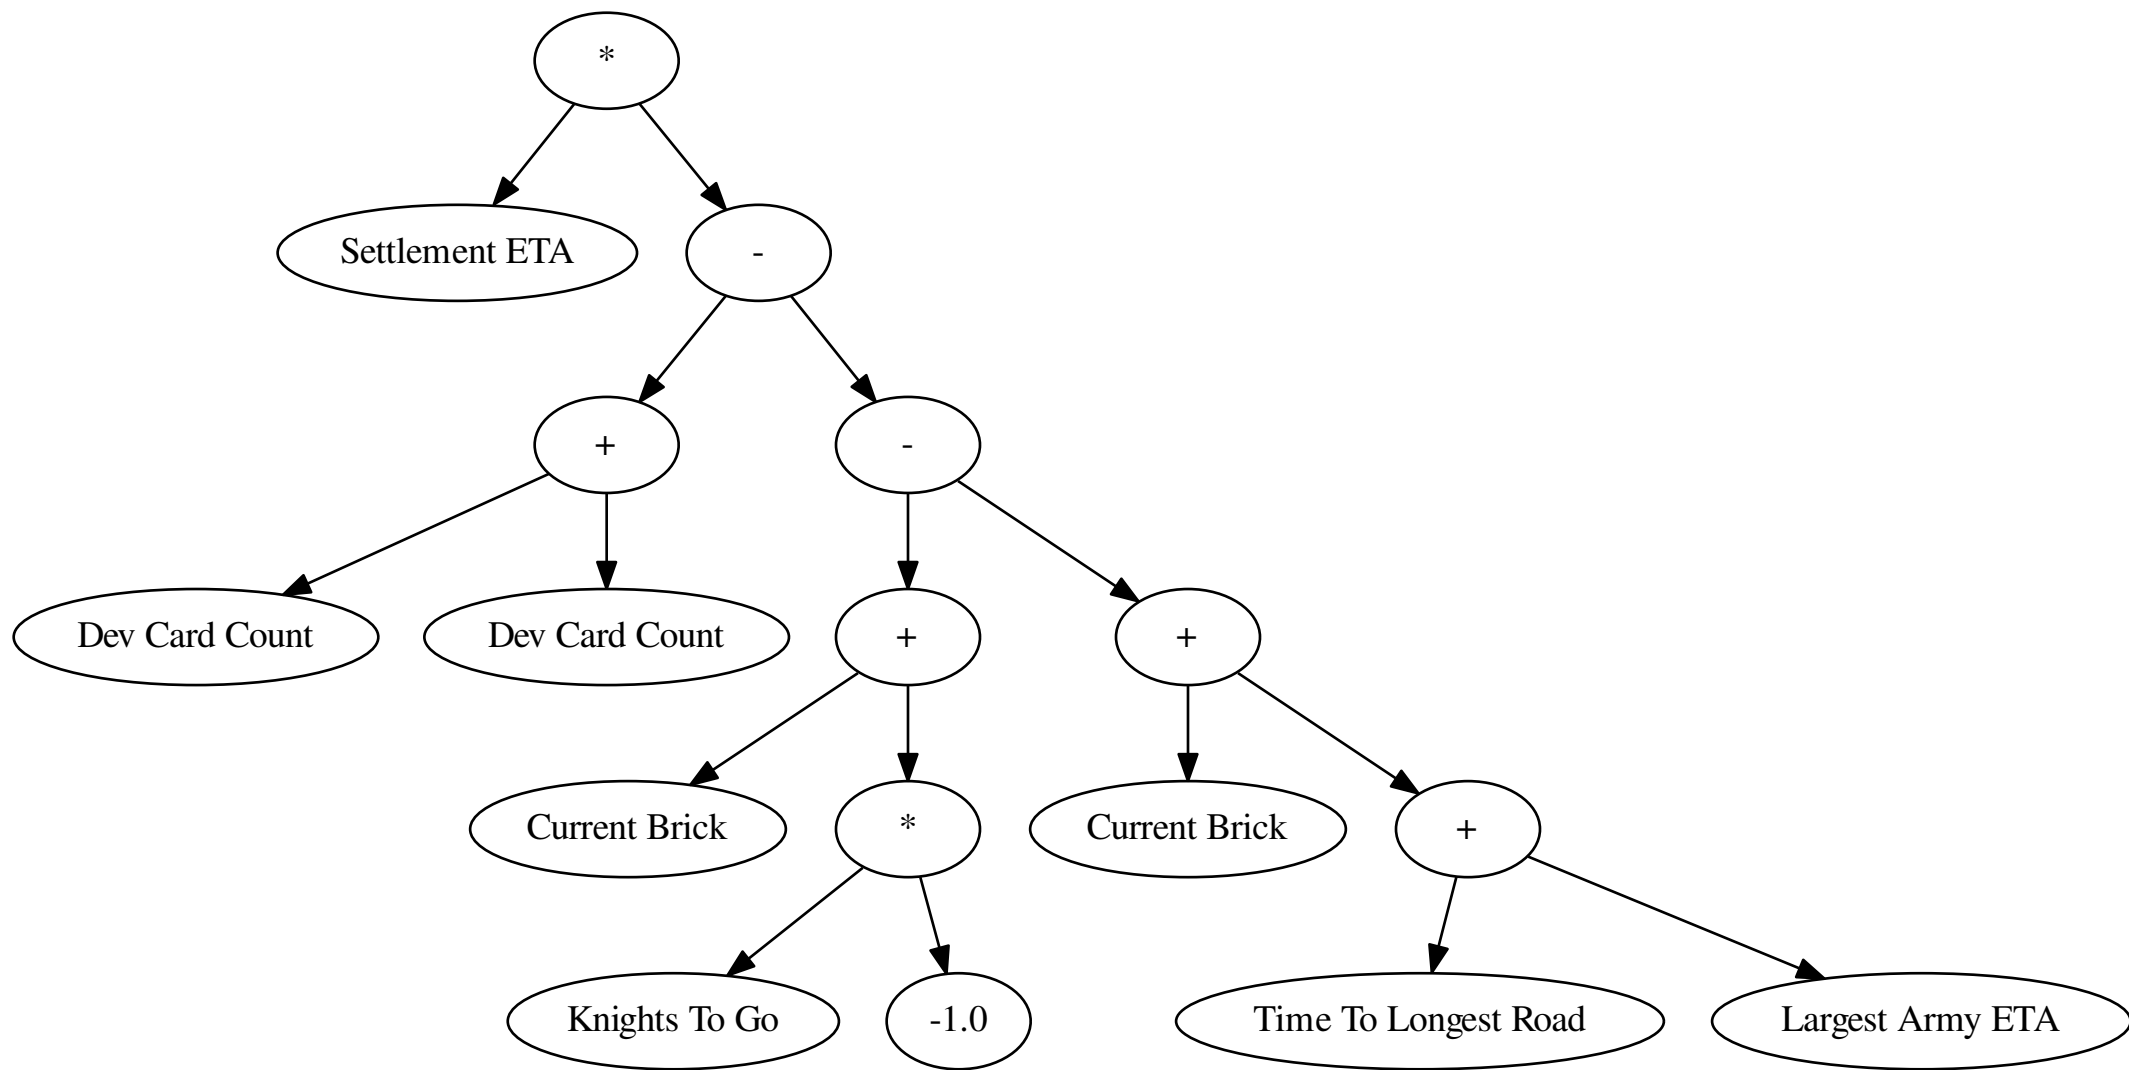 *
Settlement ETA
-
+
-
Dev Card Count
Dev Card Count
+
+
Current Brick
*
Current Brick
+
Knights To Go
-1.0
Time To Longest Road
Largest Army ETA